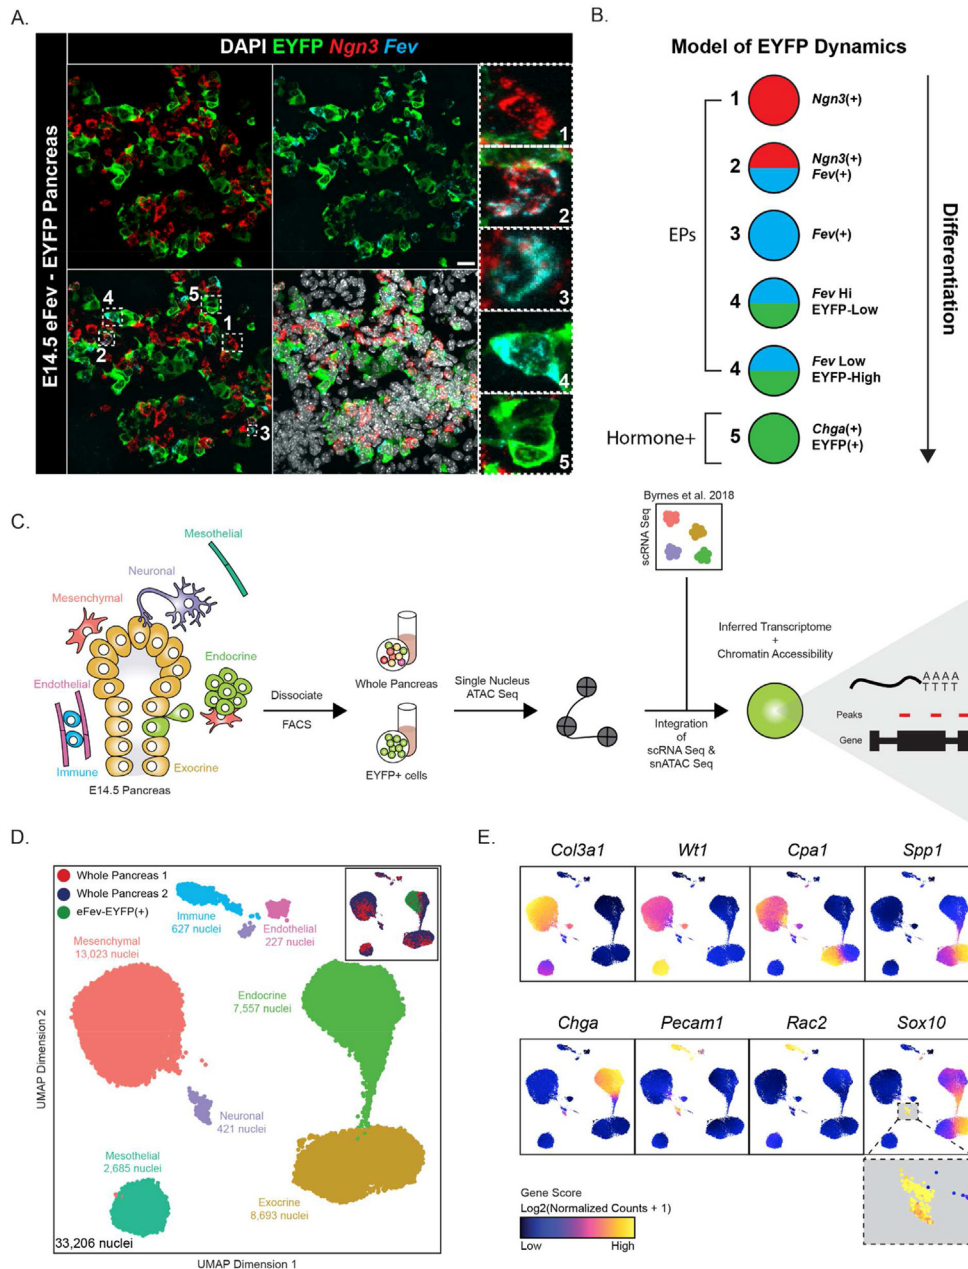 A.
DAPI EYFP Ngn3 Fev
E14.5 eFev - EYFP Pancreas
4
5
1
2
3
1
2
3
4
5
B.
Model of EYFP Dynamics
1
Ngn3(+)
2
Ngn3(+)
Fev(+)
EPs
3
Fev(+)
4
Fev Hi
EYFP-Low
4
Fev Low
EYFP-High
Hormone+
5
Chga(+)
EYFP(+)
Differentiation
C.
Mesothelial
Neuronal
Mesenchymal
Endocrine
Endothelial
Immune
Exocrine
E14.5 Pancreas
Dissociate
FACS
Whole Pancreas
EYFP+ cells
Single Nucleus
ATAC Seq
Byrnes et al. 2018
scRNA Seq
Integration
of
scRNA Seq &
snATAC Seq
Inferred Transcriptome
+
Chromatin Accessibility
AAAA
TTTT
Peaks
Gene
D.
Whole Pancreas 1
Whole Pancreas 2
eFev-EYFP(+)
Immune
627 nuclei
Endothelial
227 nuclei
Mesenchymal
13,023 nuclei
Endocrine
7,557 nuclei
Neuronal
421 nuclei
Mesothelial
2,685 nuclei
Exocrine
8,693 nuclei
33,206 nuclei
UMAP Dimension 1
UMAP Dimension 2
E.
Col3a1
Wt1
Cpa1
Spp1
Chga
Pecam1
Rac2
Sox10
Gene Score
Log2(Normalized Counts + 1)
Low
High